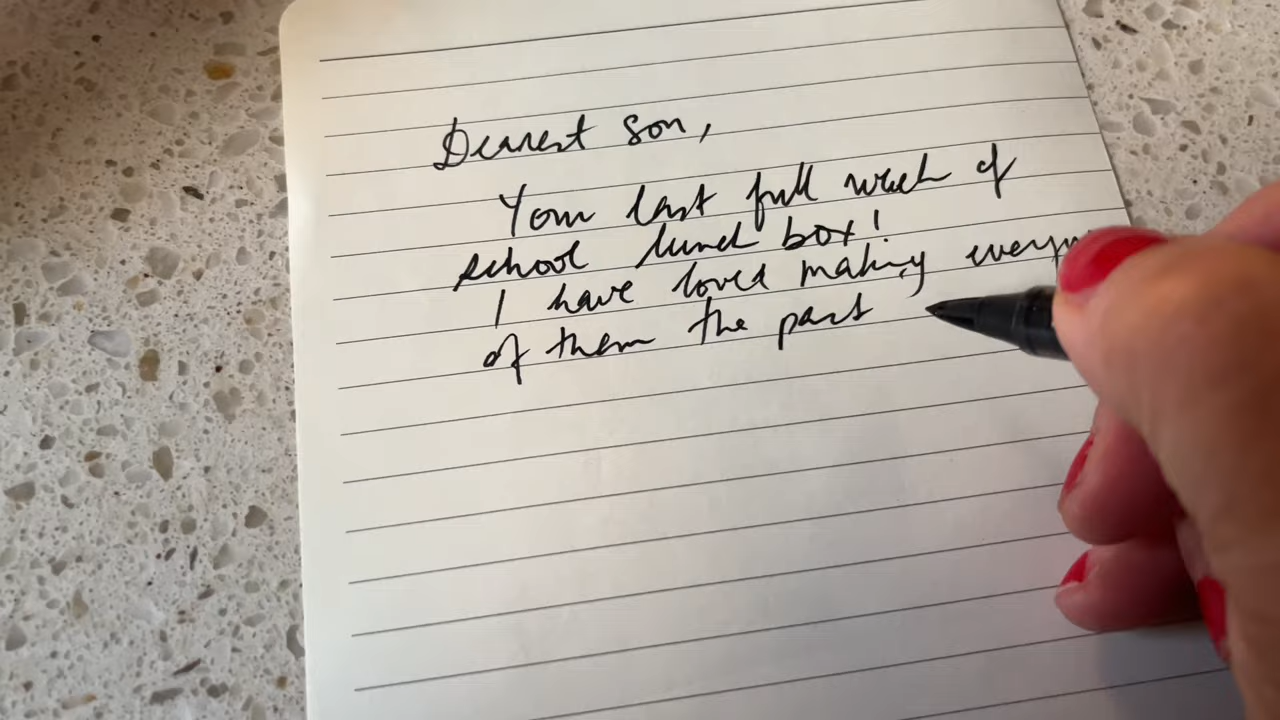 Dearest son,
Your last full week of
school lunch box!
I have loved making
of them the past